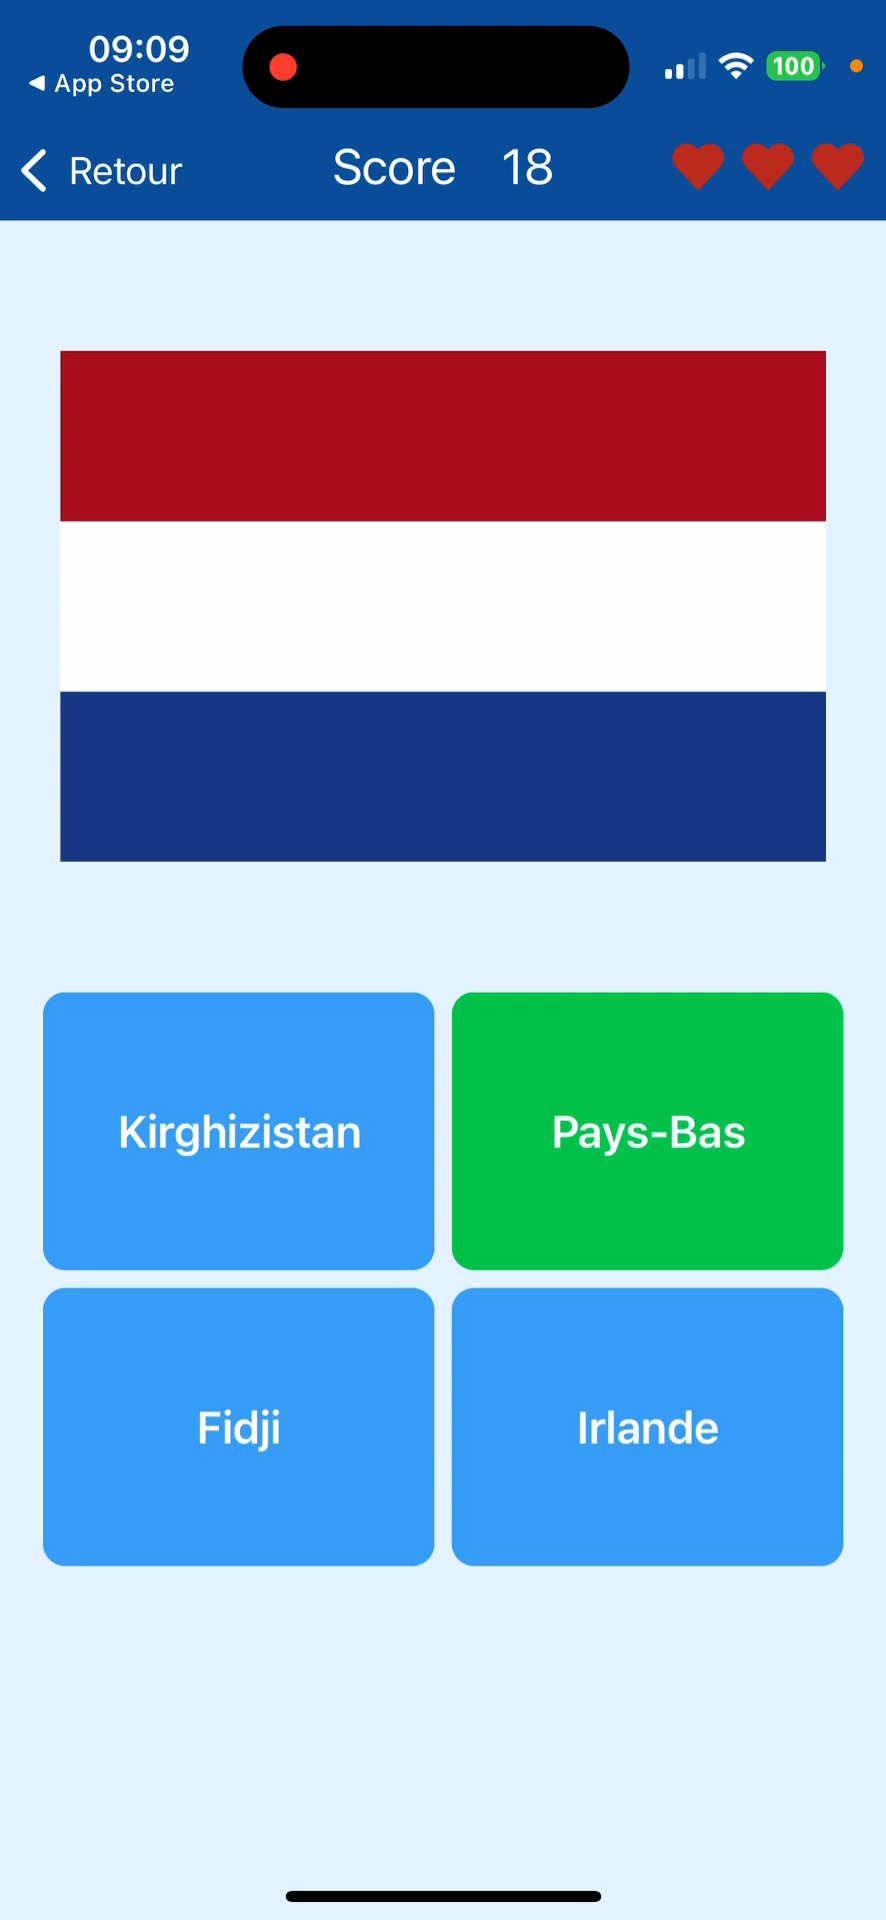 09:09
App Store
100
Retour
Score 18
Kirghizistan
Pays-Bas
Fidji
Irlande